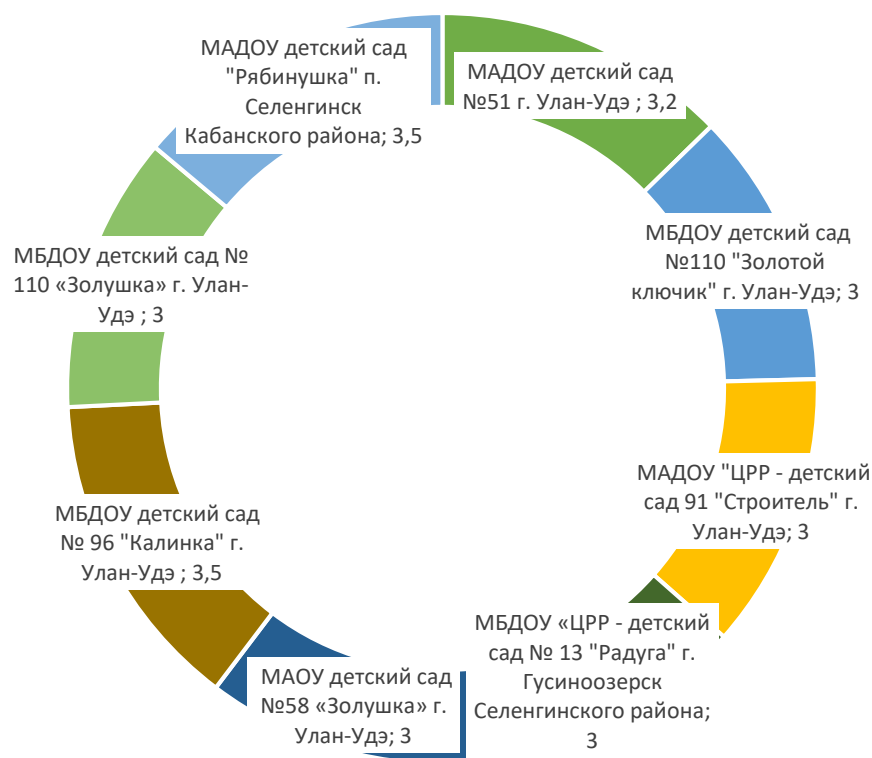 МАДОУ детский сад
"Рябинушка" п.
Селенгинск
Кабанского района; 3,5
МАДОУ детский сад
№51 г. Улан-Удэ ; 3,2
МБДОУ детский сад
№110 "Золотой
ключик" г. Улан-Удэ; 3
МБДОУ детский сад №
110 «Золушка» г. Улан-
Удэ ; 3
МАДОУ "ЦРР - детский
сад 91 "Строитель" г.
Улан-Удэ; 3
МБДОУ детский сад
№ 96 "Калинка" г.
Улан-Удэ ; 3,5
МБДОУ «ЦРР - детский
сад № 13 "Радуга" г.
Гусиноозерск
Селенгинского района;
3
МАОУ детский сад
№58 «Золушка» г.
Улан-Удэ; 3